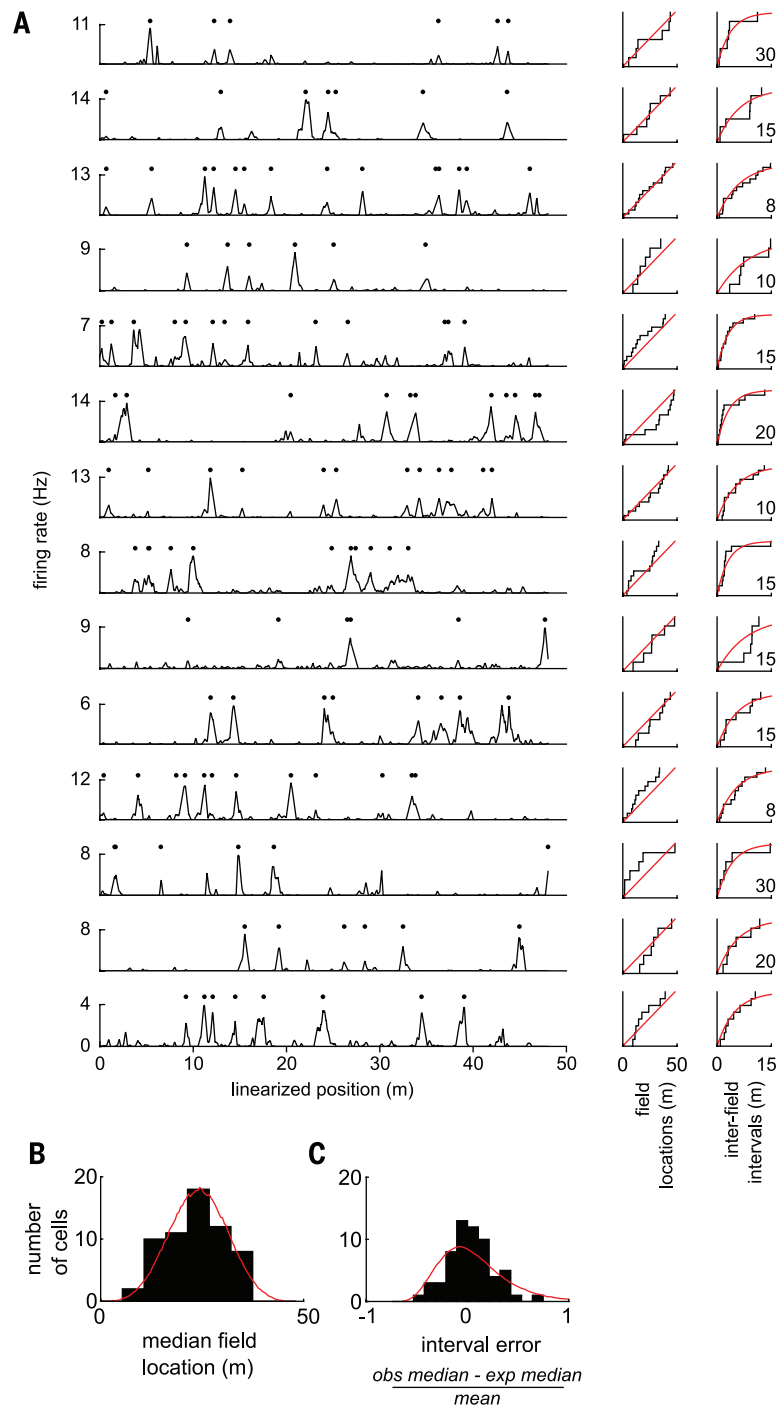 A
11
30
14
15
13
8
9
10
7
15
14
20
13
10
8
15
9
15
6
15
12
8
8
30
8
20
4
0
firing rate (Hz)
0 10 20 30 40 50
linearized position (m)
0 50
field
locations (m)
0 15
inter-field
intervals (m)
B
20
10
0
number
of cells
0 50
median field
location (m)
C
20
10
0
-1 0 1
interval error
obs median - exp median
mean